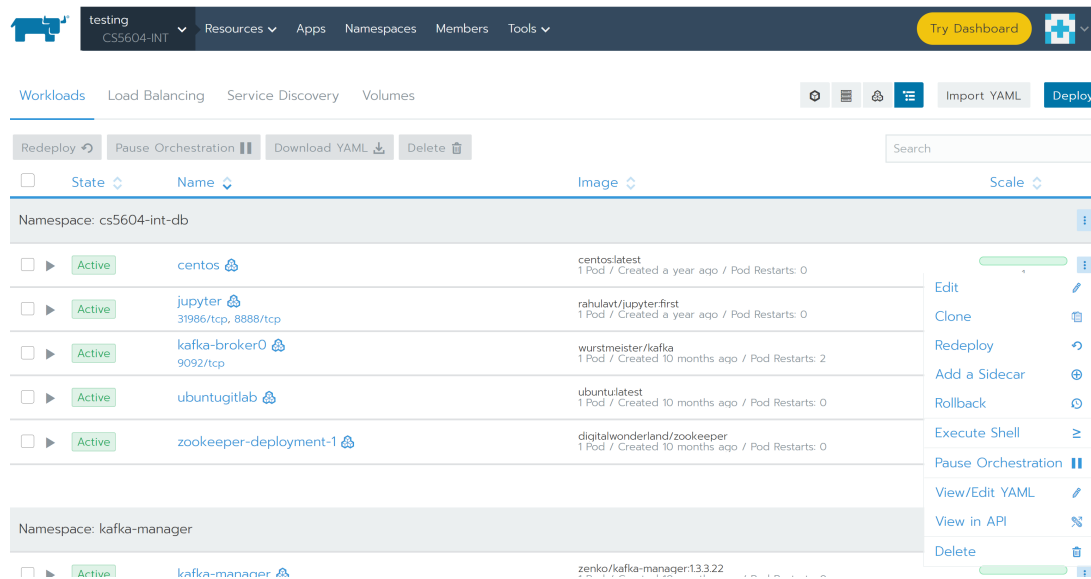 testing
CS5604-INT
Resources Apps Namespaces Members Tools
Try Dashboard
Workloads Load Balancing Service Discovery Volumes
Import YAML Deploy
Redeploy Pause Orchestration Download YAML Delete
Search
State Name Image Scale
Namespace: cs5604-int-db
Active centos
centos:latest
1 Pod / Created a year ago / Pod Restarts: 0
Active jupyter
31986/tcp, 8888/tcp
rahulavt/jupyter:first
1 Pod / Created a year ago / Pod Restarts: 0
Active kafka-broker0
9092/tcp
wurstmeister/kafka
1 Pod / Created 10 months ago / Pod Restarts: 2
Active ubuntugitlab
ubuntu:latest
1 Pod / Created 10 months ago / Pod Restarts: 0
Active zookeeper-deployment-1
digitalwonderland/zookeeper
1 Pod / Created 10 months ago / Pod Restarts: 0
Edit
Clone
Redeploy
Add a Sidecar
Rollback
Execute Shell
Pause Orchestration
View/Edit YAML
View in API
Delete
Namespace: kafka-manager
Active kafka-manager
zenko/kafka-manager:1.3.3.22